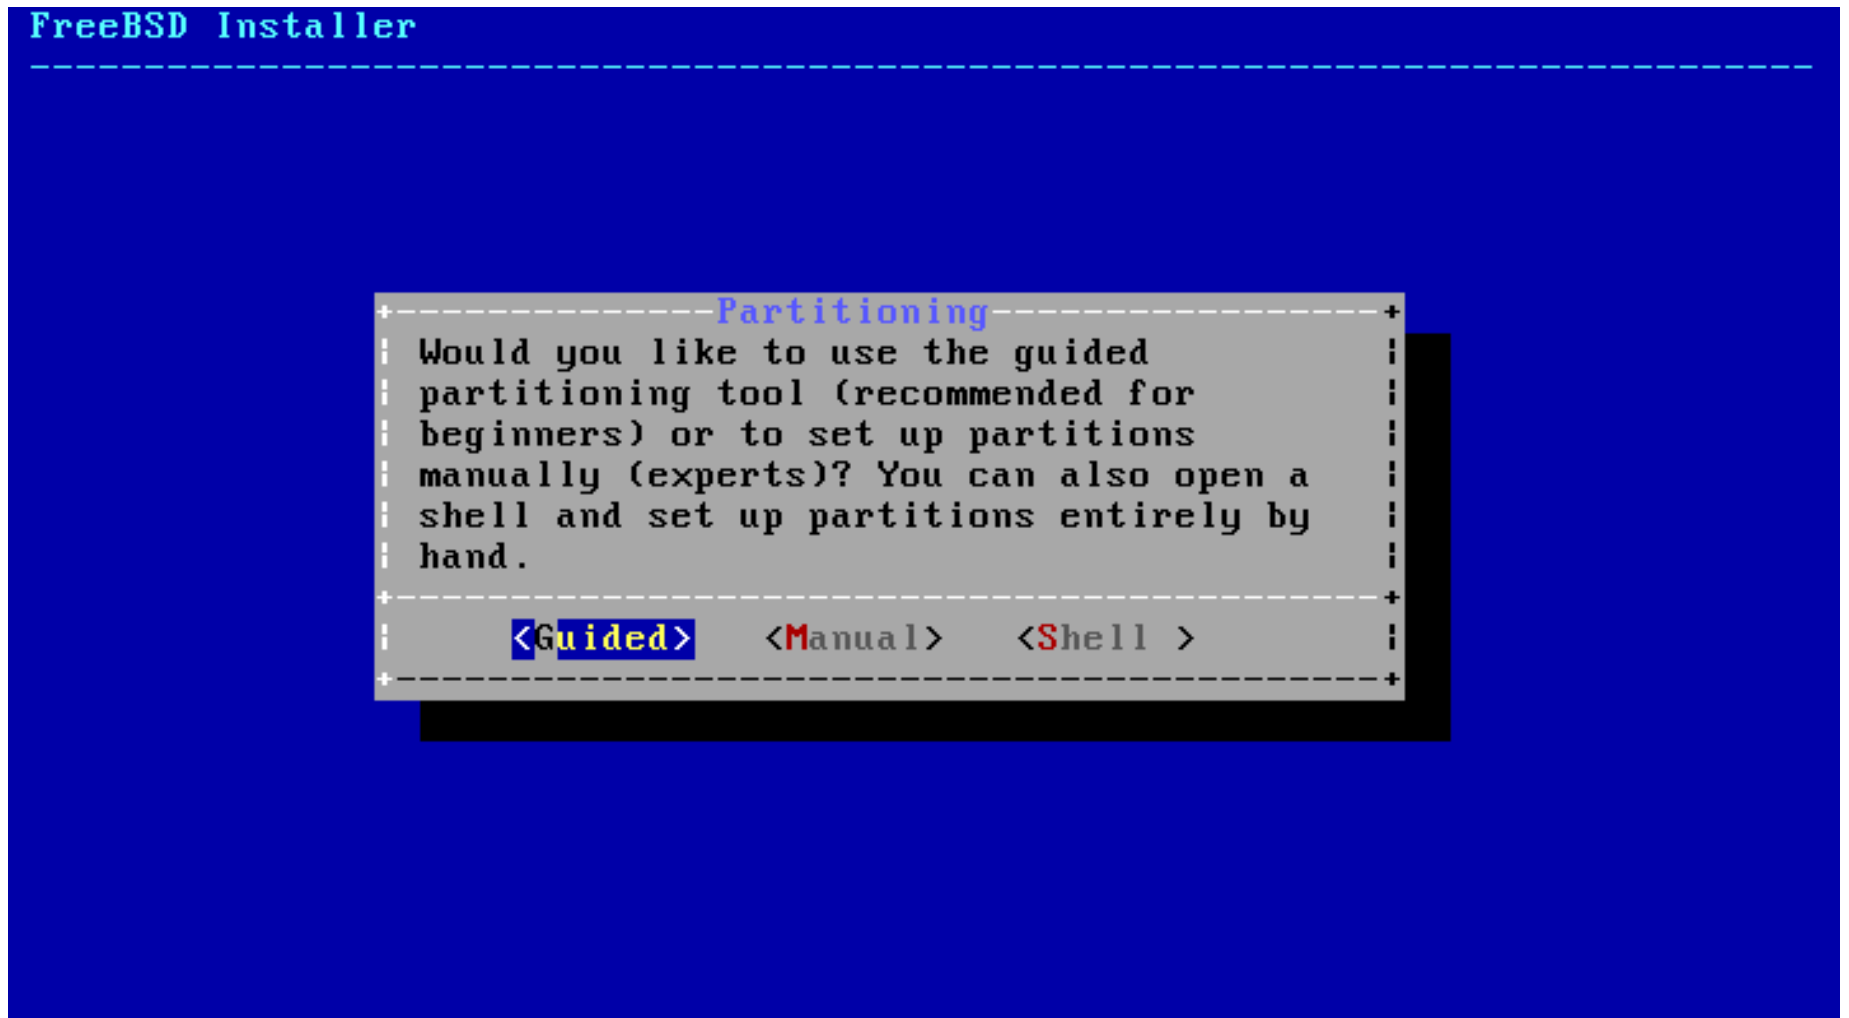 FreeBSD Installer
Partitioning
Would you like to use the guided
partitioning tool (recommended for
beginners) or to set up partitions
manually (experts)? You can also open a
shell and set up partitions entirely by
hand.
<Guided> <Manual> <Shell >